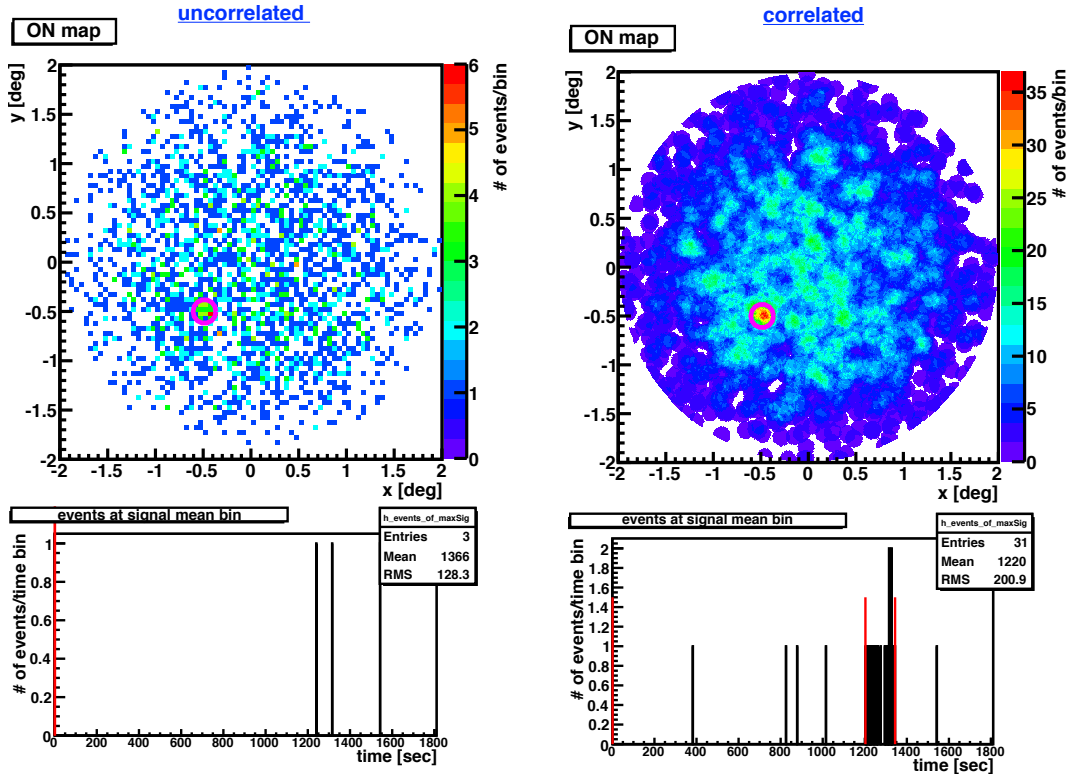 uncorrelated
ON map
y [deg]
2
1.5
1
0.5
0
-0.5
-1
-1.5
-2
-2 -1.5 -1 -0.5 0 0.5 1 1.5 2
x [deg]
6
5
4
3
2
1
0
# of events/bin
correlated
ON map
y [deg]
2
1.5
1
0.5
0
-0.5
-1
-1.5
-2
-2 -1.5 -1 -0.5 0 0.5 1 1.5 2
x [deg]
35
30
25
20
15
10
5
0
# of events/bin
events at signal mean bin
h_events_of_maxSig
Entries 3
Mean 1366
RMS 128.3
# of events/time bin
1
0.8
0.6
0.4
0.2
0
0 200 400 600 800 1000 1200 1400 1600 1800
time [sec]
events at signal mean bin
h_events_of_maxSig
Entries 31
Mean 1220
RMS 200.9
# of events/time bin
2
1.8
1.6
1.4
1.2
1
0.8
0.6
0.4
0.2
0
0 200 400 600 800 1000 1200 1400 1600 1800
time [sec]